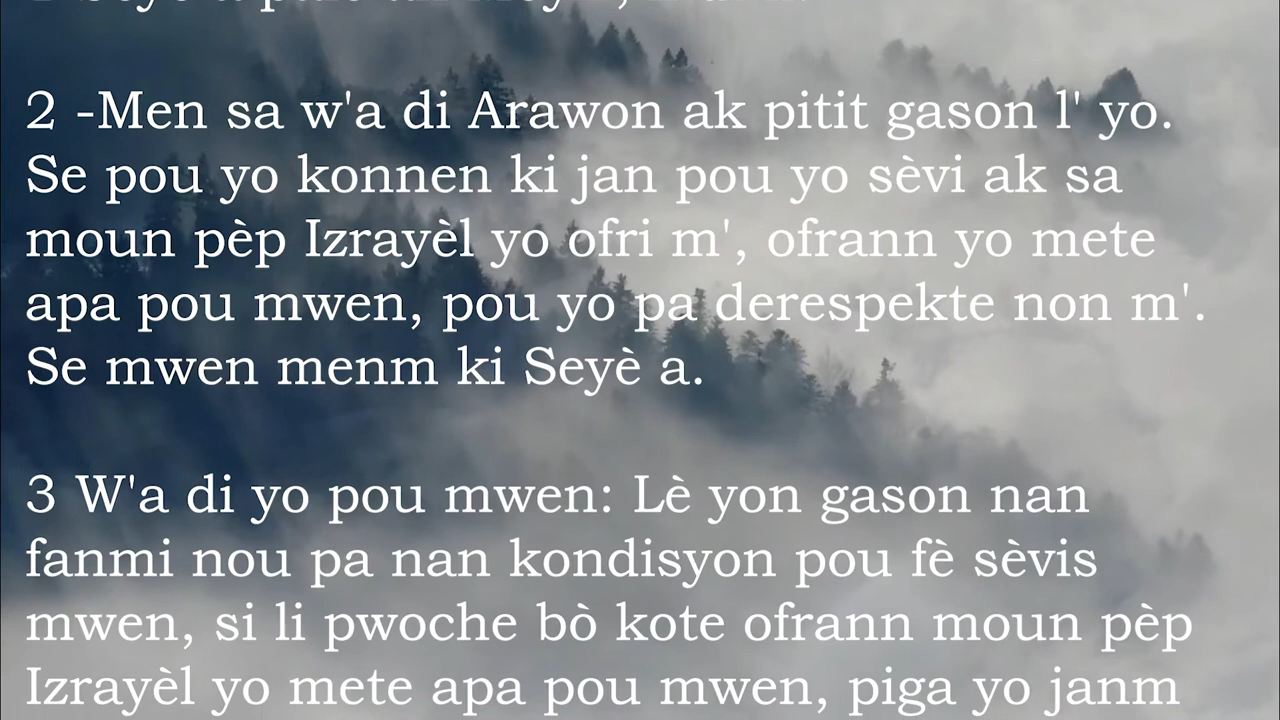 2 -Men sa w'a di Arawon ak pitit gason l' yo.
Se pou yo konnen ki jan pou yo sèvi ak sa
moun pèp Izrayèl yo ofri m', ofrann yo mete
apa pou mwen, pou yo pa derespekte non m'.
Se mwen menm ki Seyè a.
3 W'a di yo pou mwen: Lè yon gason nan
fanmi nou pa nan kondisyon pou fè sèvis
mwen, si li pwoche bò kote ofrann moun pèp
Izrayèl yo mete apa pou mwen, piga yo janm